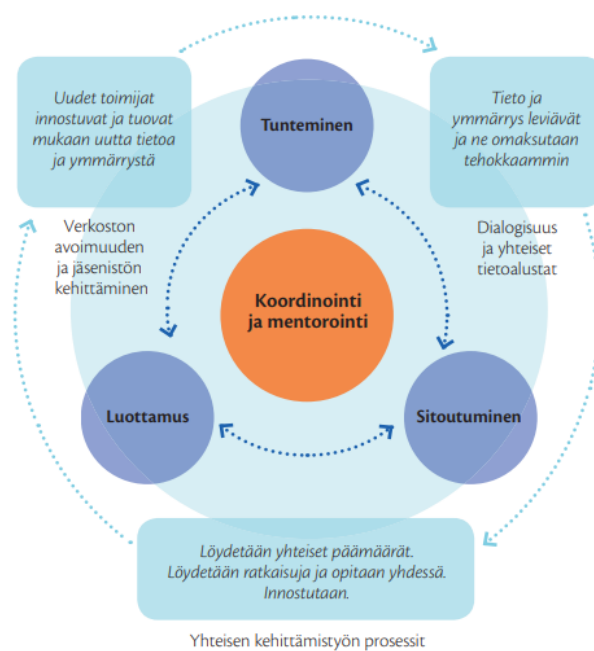 Uudet toimijat
innostuvat ja tuovat
mukaan uutta tietoa
ja ymmärrystä
Tunteminen
Tieto ja
ymmärrys leviävät
ja ne omaksutaan
tehokkaammin
Verkoston
avoimuuden
ja jäsenistön
kehittäminen
Dialogisuus
ja yhteiset
tietoalustat
Koordinointi
ja mentorointi
Luottamus
Sitoutuminen
Löydetään yhteiset päämäärät.
Löydetään ratkaisuja ja opitaan yhdessä.
Innostutaan.
Yhteisen kehittämistyön prosessit